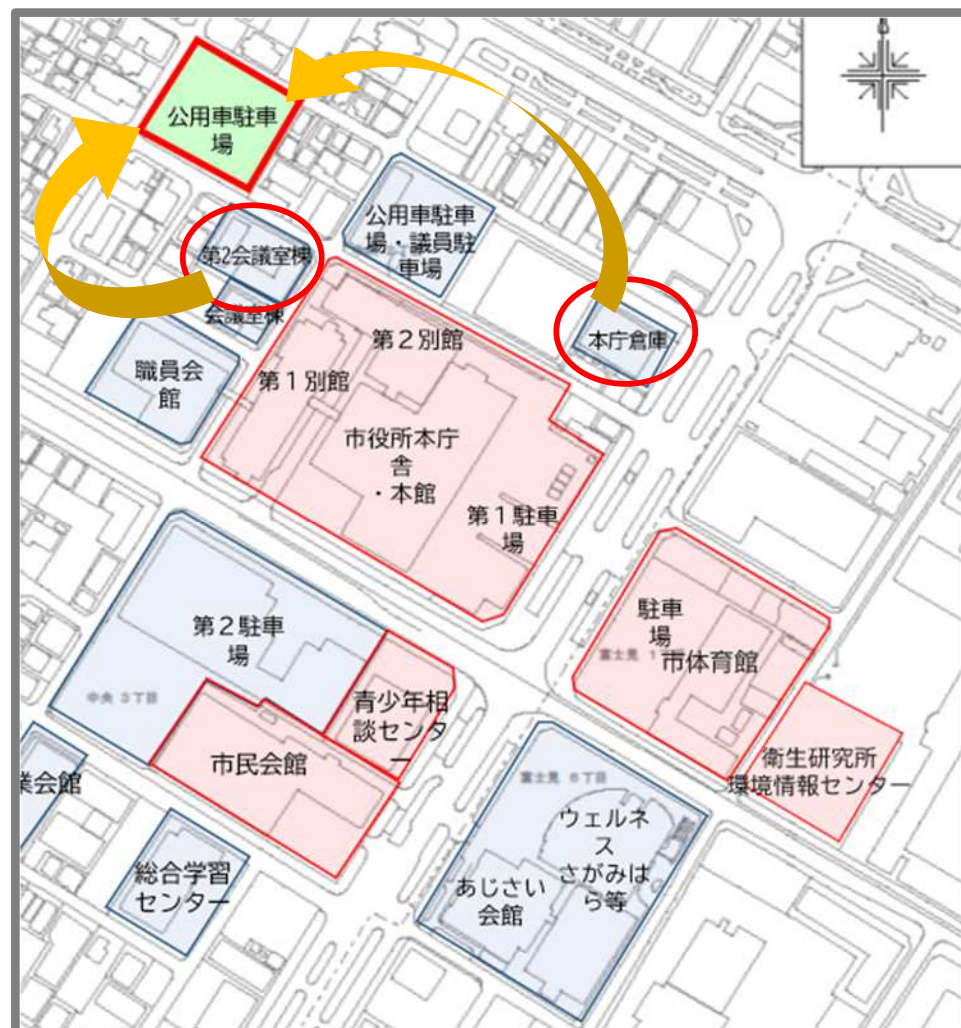 公用車駐車
場
公用車駐車
場・議員駐
車場
第2会議室棟
会議室棟
本庁倉庫
職員会
館
第２別館
第１別館
市役所本庁
舎
・本館
第１駐車
場
第２駐車
場
駐車
場
富士見 1丁目
市体育館
中央 3丁目
青少年相
談センタ
ー
市民会館
衛生研究所
環境情報センター
業会館
富士見 6丁目
ウェルネ
ス
さがみは
ら等
あじさい
会館
総合学習
センター